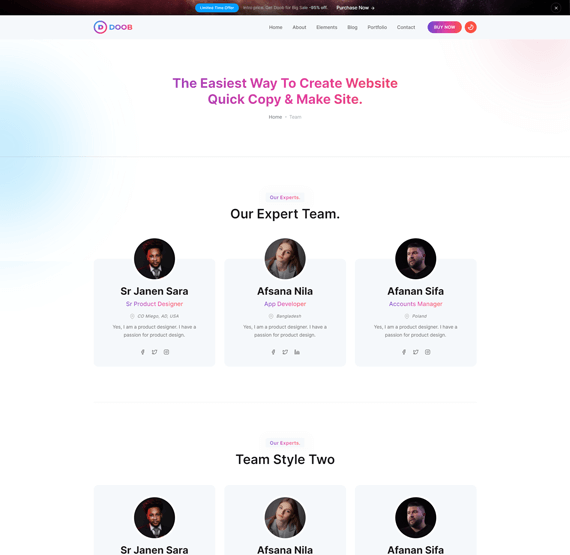 Limited Time Offer Intro price. Get Doob for Big Sale -95% off. Purchase Now
DOOB
Home About Elements Blog Portfolio Contact BUY NOW
The Easiest Way To Create Website
Quick Copy & Make Site.
Home Team
Our Experts.
Our Expert Team.
Sr Janen Sara
Sr Product Designer
CO Miego, AD, USA
Yes, I am a product designer. I have a
passion for product design.
Afsana Nila
App Developer
Bangladesh
Yes, I am a product designer. I have a
passion for product design.
Afanan Sifa
Accounts Manager
Poland
Yes, I am a product designer. I have a
passion for product design.
Our Experts.
Team Style Two
Sr Janen Sara
Afsana Nila
Afanan Sifa